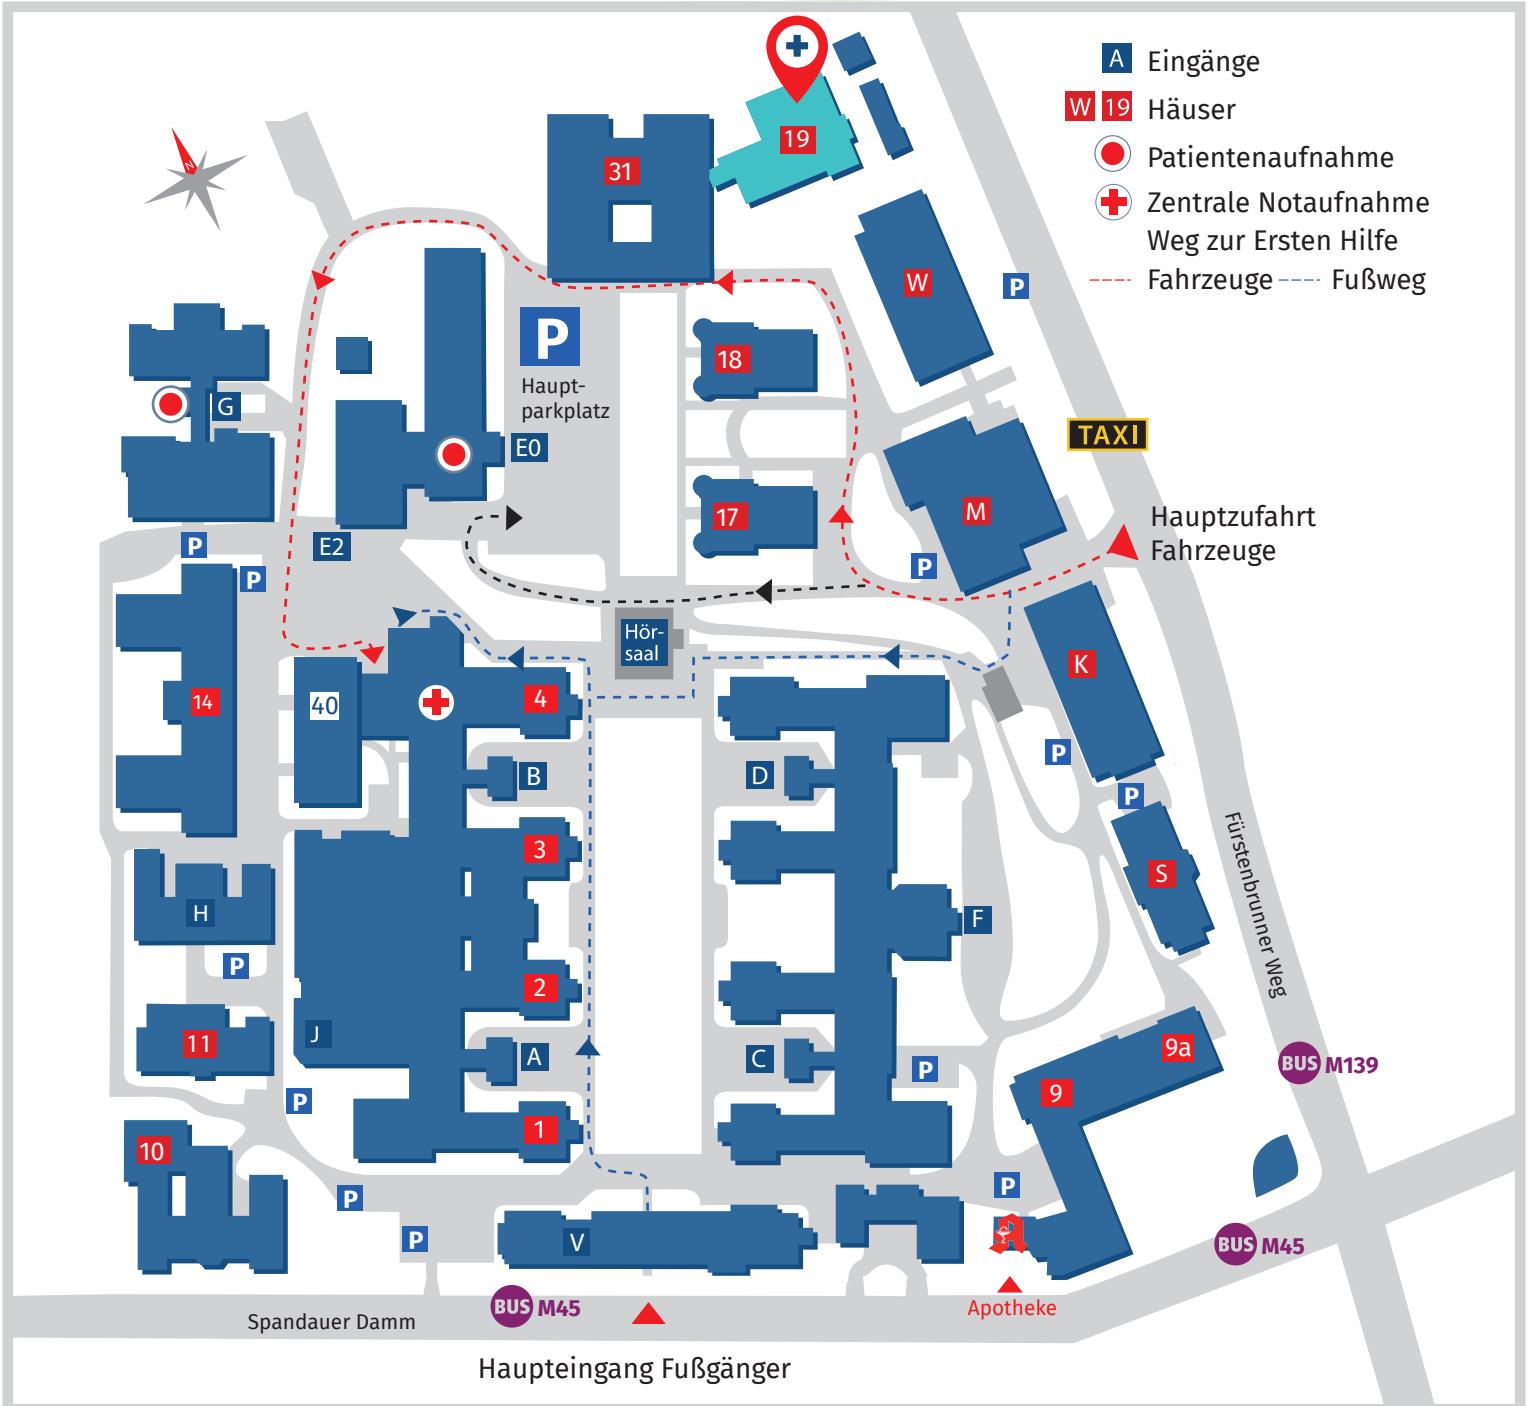 A Eingänge
W 19 Häuser
Patientenaufnahme
Zentrale Notaufnahme
Weg zur Ersten Hilfe
Fahrzeuge Fußweg
N
19
31
W
P
18
P
Haupt-
parkplatz
G
E0
TAXI
17
M
Hauptzufahrt
Fahrzeuge
E2
P
P
P
Hör-
saal
K
14
40
4
P
B
D
P
3
S
H
F
P
2
Fürstenbrunner Weg
J
11
A
C
P
9a
9
BUS M139
P
1
10
P
P
P
V
A
BUS M45
BUS M45
Apotheke
Spandauer Damm
Haupteingang Fußgänger